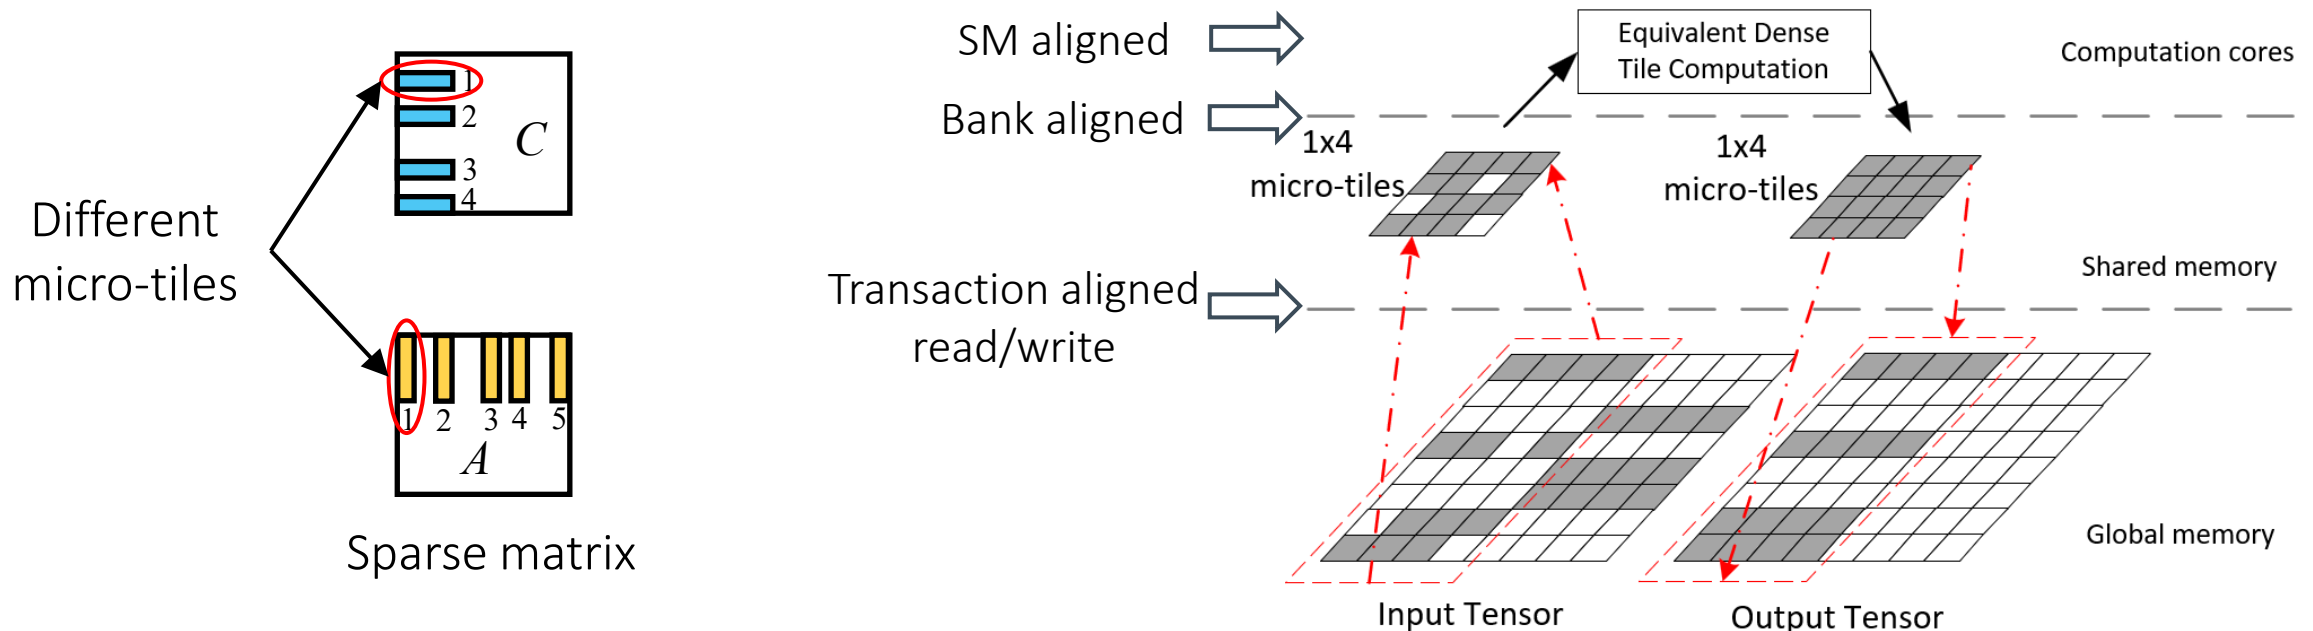 Different
micro-tiles
1
2
3
4
C
1
2
3
4
5
A
Sparse matrix
SM aligned
Bank aligned
Transaction aligned
read/write
Equivalent Dense
Tile Computation
Computation cores
1x4
micro-tiles
1x4
micro-tiles
Shared memory
Global memory
Input Tensor
Output Tensor